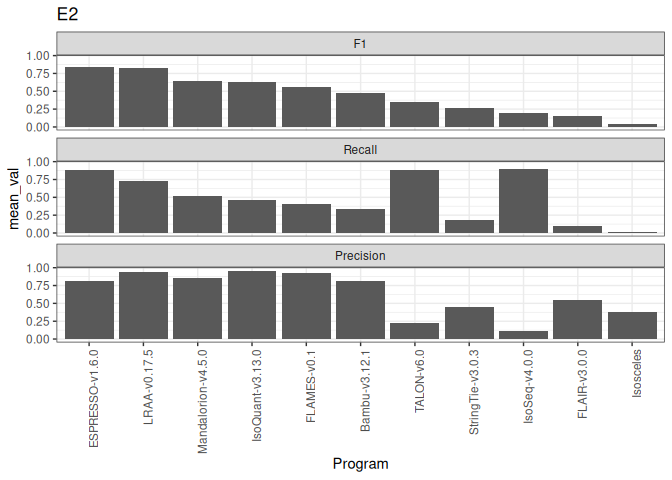 E2
F1
1.00
0.75
0.50
0.25
0.00
Recall
1.00
0.75
0.50
0.25
0.00
Precision
1.00
0.75
0.50
0.25
0.00
mean_val
ESPRESSO-v1.6.0
LRAA-v0.17.5
Mandalorion-v4.5.0
IsoQuant-v3.13.0
FLAMES-v0.1
Bambu-v3.12.1
TALON-v6.0
StringTie-v3.0.3
IsoSeq-v4.0.0
FLAIR-v3.0.0
Isosceles
Program